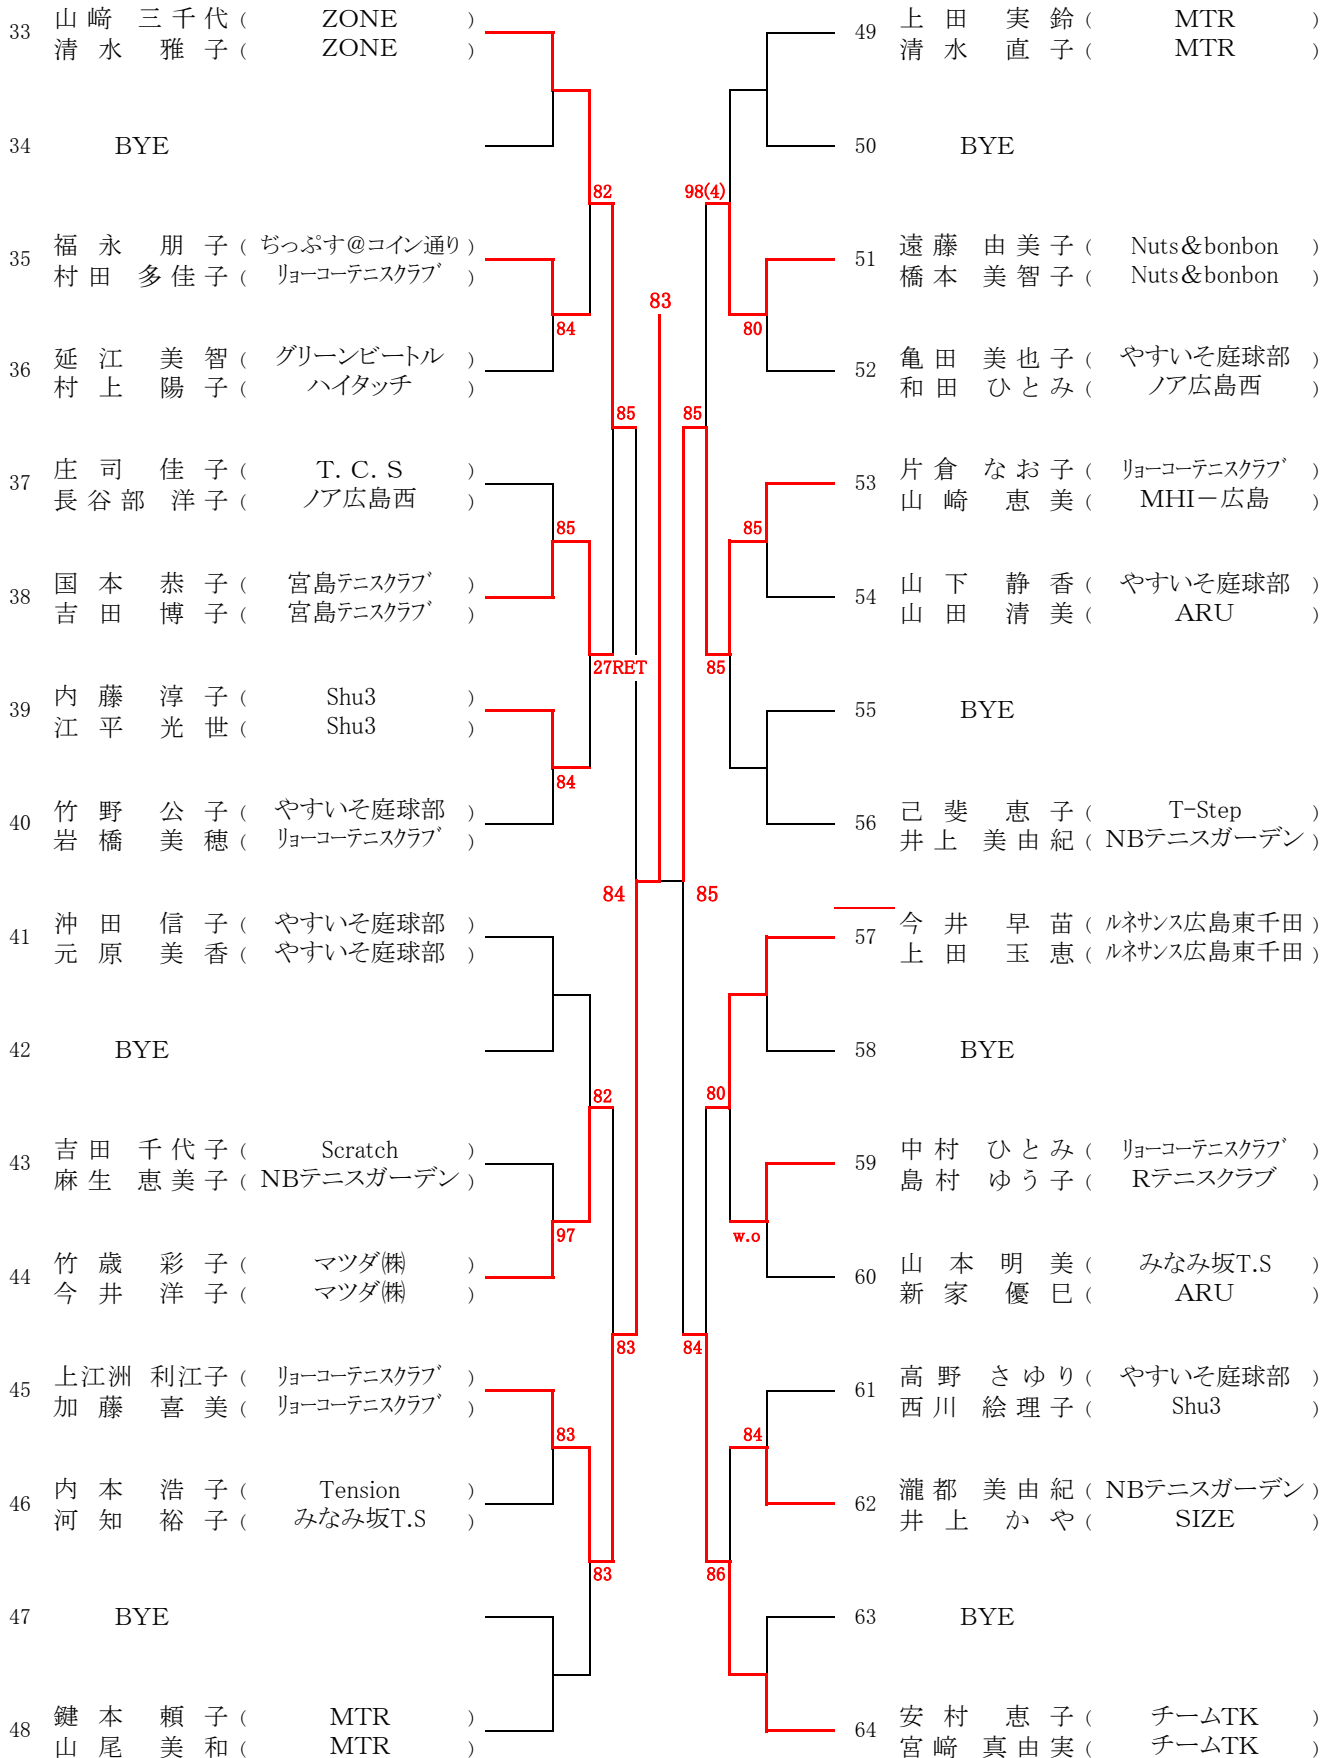 33 山﨑 三千代 ( ZONE )
清水 雅子 ( ZONE )
34 BYE
82
35 福永 朋子 ( ぢっぷす@コイン通り )
村田 多佳子 ( リョーコーテニスクラブ )
84
36 延江 美智 ( グリーンビートル )
村上 陽子 ( ハイタッチ )
85
37 庄司 佳子 ( T.C.S )
長谷部 洋子 ( ノア広島西 )
85
38 国本 恭子 ( 宮島テニスクラブ )
吉田 博子 ( 宮島テニスクラブ )
27RET
39 内藤 淳子 ( Shu3 )
江平 光世 ( Shu3 )
84
40 竹野 公子 ( やすいそ庭球部 )
岩橋 美穂 ( リョーコーテニスクラブ )
84
41 沖田 信子 ( やすいそ庭球部 )
元原 美香 ( やすいそ庭球部 )
42 BYE
82
43 吉田 千代子 ( Scratch )
麻生 恵美子 ( NBテニスガーデン )
97
44 竹歳 彩子 ( マツダ㈱ )
今井 洋子 ( マツダ㈱ )
83
45 上江洲 利江子 ( リョーコーテニスクラブ )
加藤 喜美 ( リョーコーテニスクラブ )
83
46 内本 浩子 ( Tension )
河知 裕子 ( みなみ坂T.S )
83
47 BYE
48 鍵本 頼子 ( MTR )
山尾 美和 ( MTR )
83
49 上田 実鈴 ( MTR )
清水 直子 ( MTR )
50 BYE
98(4)
51 遠藤 由美子 ( Nuts&bonbon )
橋本 美智子 ( Nuts&bonbon )
80
52 亀田 美也子 ( やすいそ庭球部 )
和田 ひとみ ( ノア広島西 )
85
53 片倉 なお子 ( リョーコーテニスクラブ )
山崎 恵美 ( MHI－広島 )
85
54 山下 静香 ( やすいそ庭球部 )
山田 清美 ( ARU )
85
55 BYE
56 己斐 恵子 ( T-Step )
井上 美由紀 ( NBテニスガーデン )
85
57 今井 早苗 ( ルネサンス広島東千田 )
上田 玉恵 ( ルネサンス広島東千田 )
58 BYE
80
59 中村 ひとみ ( リョーコーテニスクラブ )
島村 ゆう子 ( Rテニスクラブ )
w.o
60 山本 明美 ( みなみ坂T.S )
新家 優巳 ( ARU )
84
61 高野 さゆり ( やすいそ庭球部 )
西川 絵理子 ( Shu3 )
84
62 瀧都 美由紀 ( NBテニスガーデン )
井上 かや ( SIZE )
86
63 BYE
64 安村 恵子 ( チームTK )
宮﨑 真由実 ( チームTK )